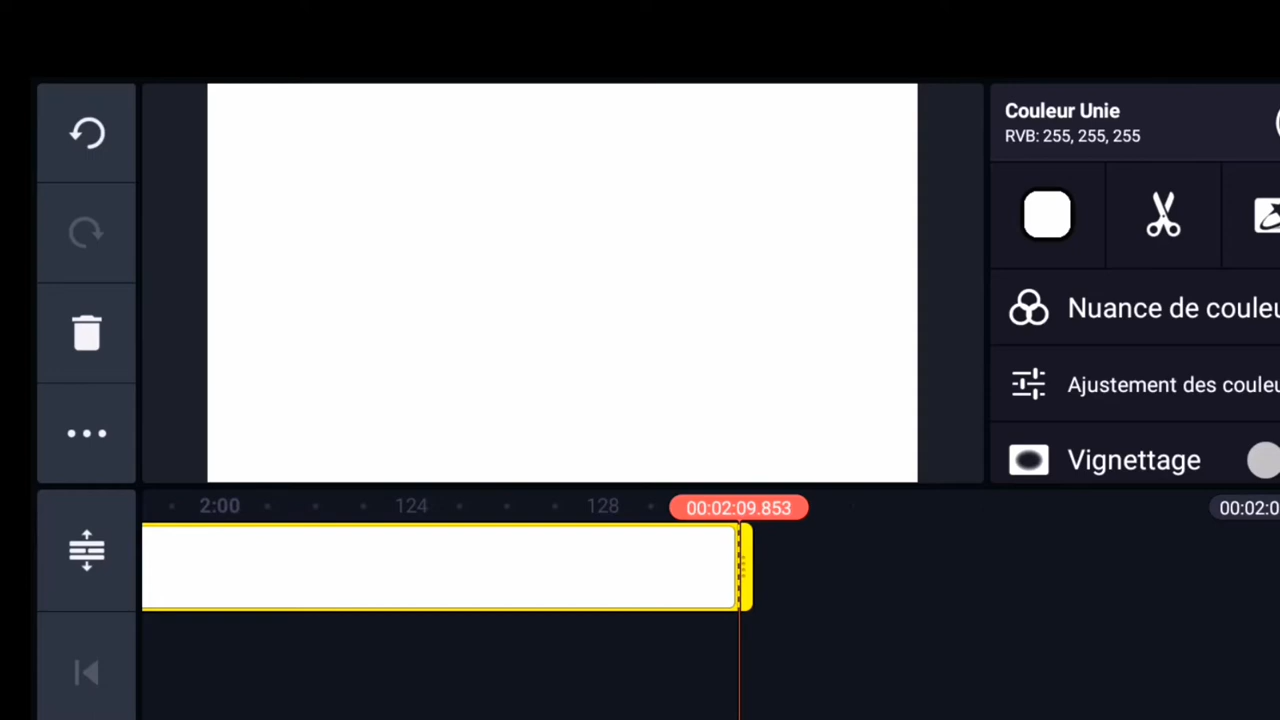 Couleur Unie
RVB: 255, 255, 255
Nuance de couleu
Ajustement des couleu
Vignettage
2:00 124 128 00:02:09.853 00:02:0